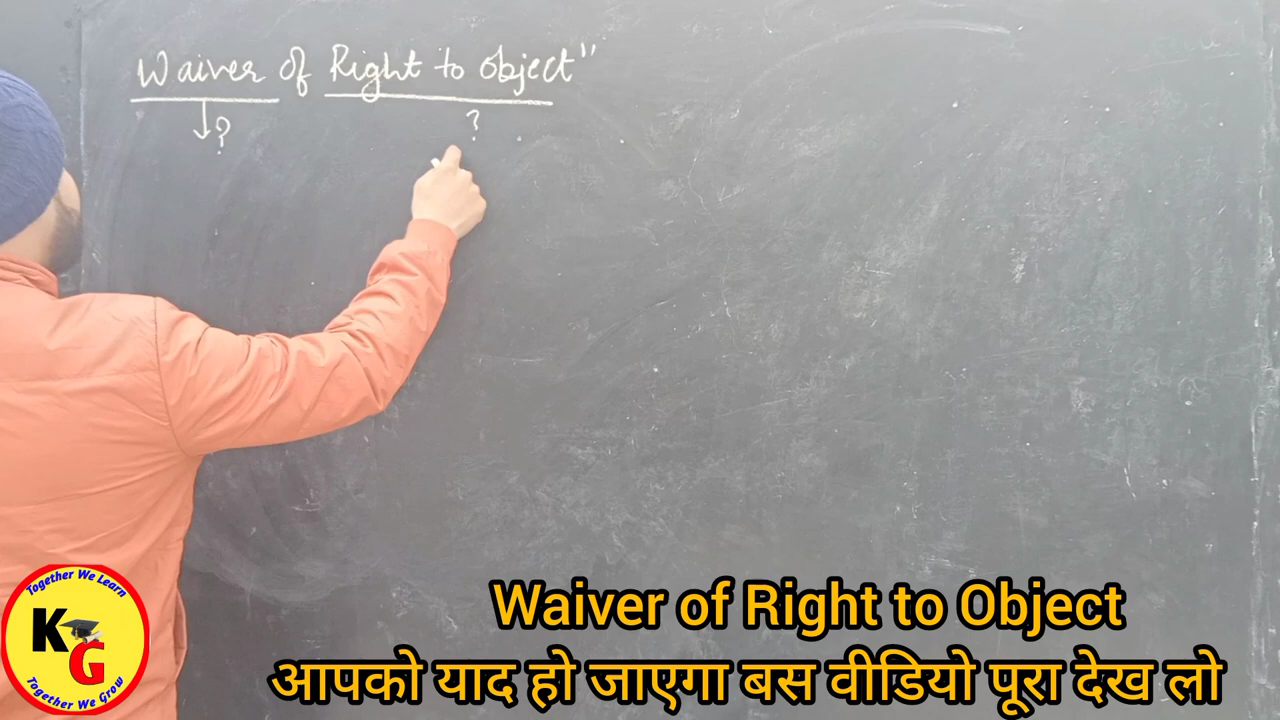 Waiver of Right to object"
?
?
Together We Learn
K
G
Together We Grow
Waiver of Right to Object
आपको याद हो जाएगा बस वीडियो पूरा देख लो